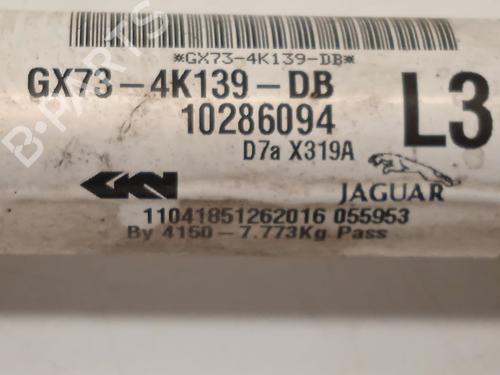 *GX73-4K139-DB*
GX73-4K139-DB
10286094
L3
D7a X319A
GKN
JAGUAR
11041851262016 055953
By 4150-7.773Kg Pass
B-PARTS